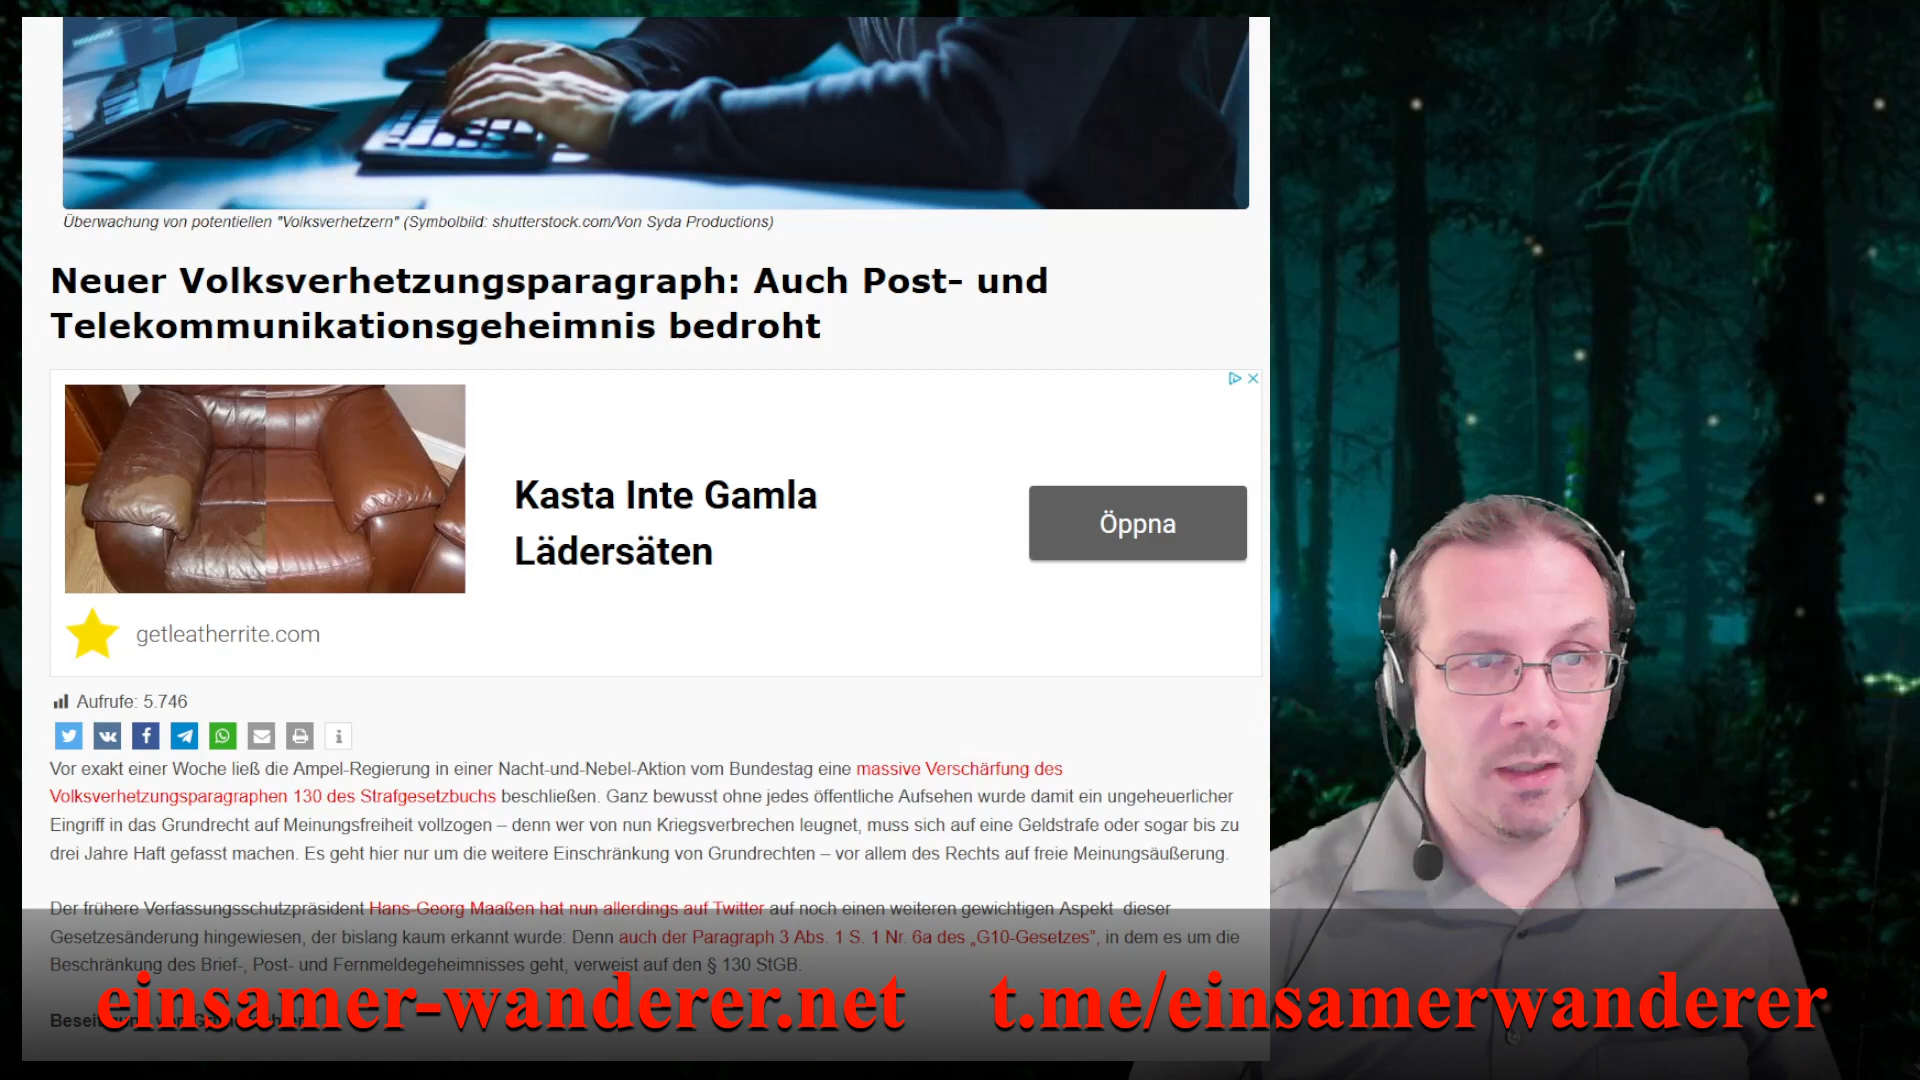 Überwachung von potentiellen "Volksverhetzern" (Symbolbild: shutterstock.com/Von Syda Productions)
Neuer Volksverhetzungsparagraph: Auch Post- und
Telekommunikationsgeheimnis bedroht
Kasta Inte Gamla
Lädersäten
Öppna
getleatherrite.com
Aufrufe: 5.746
Vor exakt einer Woche ließ die Ampel-Regierung in einer Nacht-und-Nebel-Aktion vom Bundestag eine massive Verschärfung des
Volksverhetzungsparagraphen 130 des Strafgesetzbuchs beschließen. Ganz bewusst ohne jedes öffentliche Aufsehen wurde damit ein ungeheuerlicher
Eingriff in das Grundrecht auf Meinungsfreiheit vollzogen – denn wer von nun Kriegsverbrechen leugnet, muss sich auf eine Geldstrafe oder sogar bis zu
drei Jahre Haft gefasst machen. Es geht hier nur um die weitere Einschränkung von Grundrechten – vor allem des Rechts auf freie Meinungsäußerung.
Der frühere Verfassungsschutzpräsident Hans-Georg Maaßen hat nun allerdings auf Twitter auf noch einen weiteren gewichtigen Aspekt dieser
Gesetzesänderung hingewiesen, der bislang kaum erkannt wurde: Denn auch der Paragraph 3 Abs. 1 S. 1 Nr. 6a des „G10-Gesetzes”, in dem es um die
Beschränkung des Brief-, Post- und Fernmeldegeheimnisses geht, verweist auf den § 130 StGB.
einsamer-wanderer.net t.me/einsamerwanderer